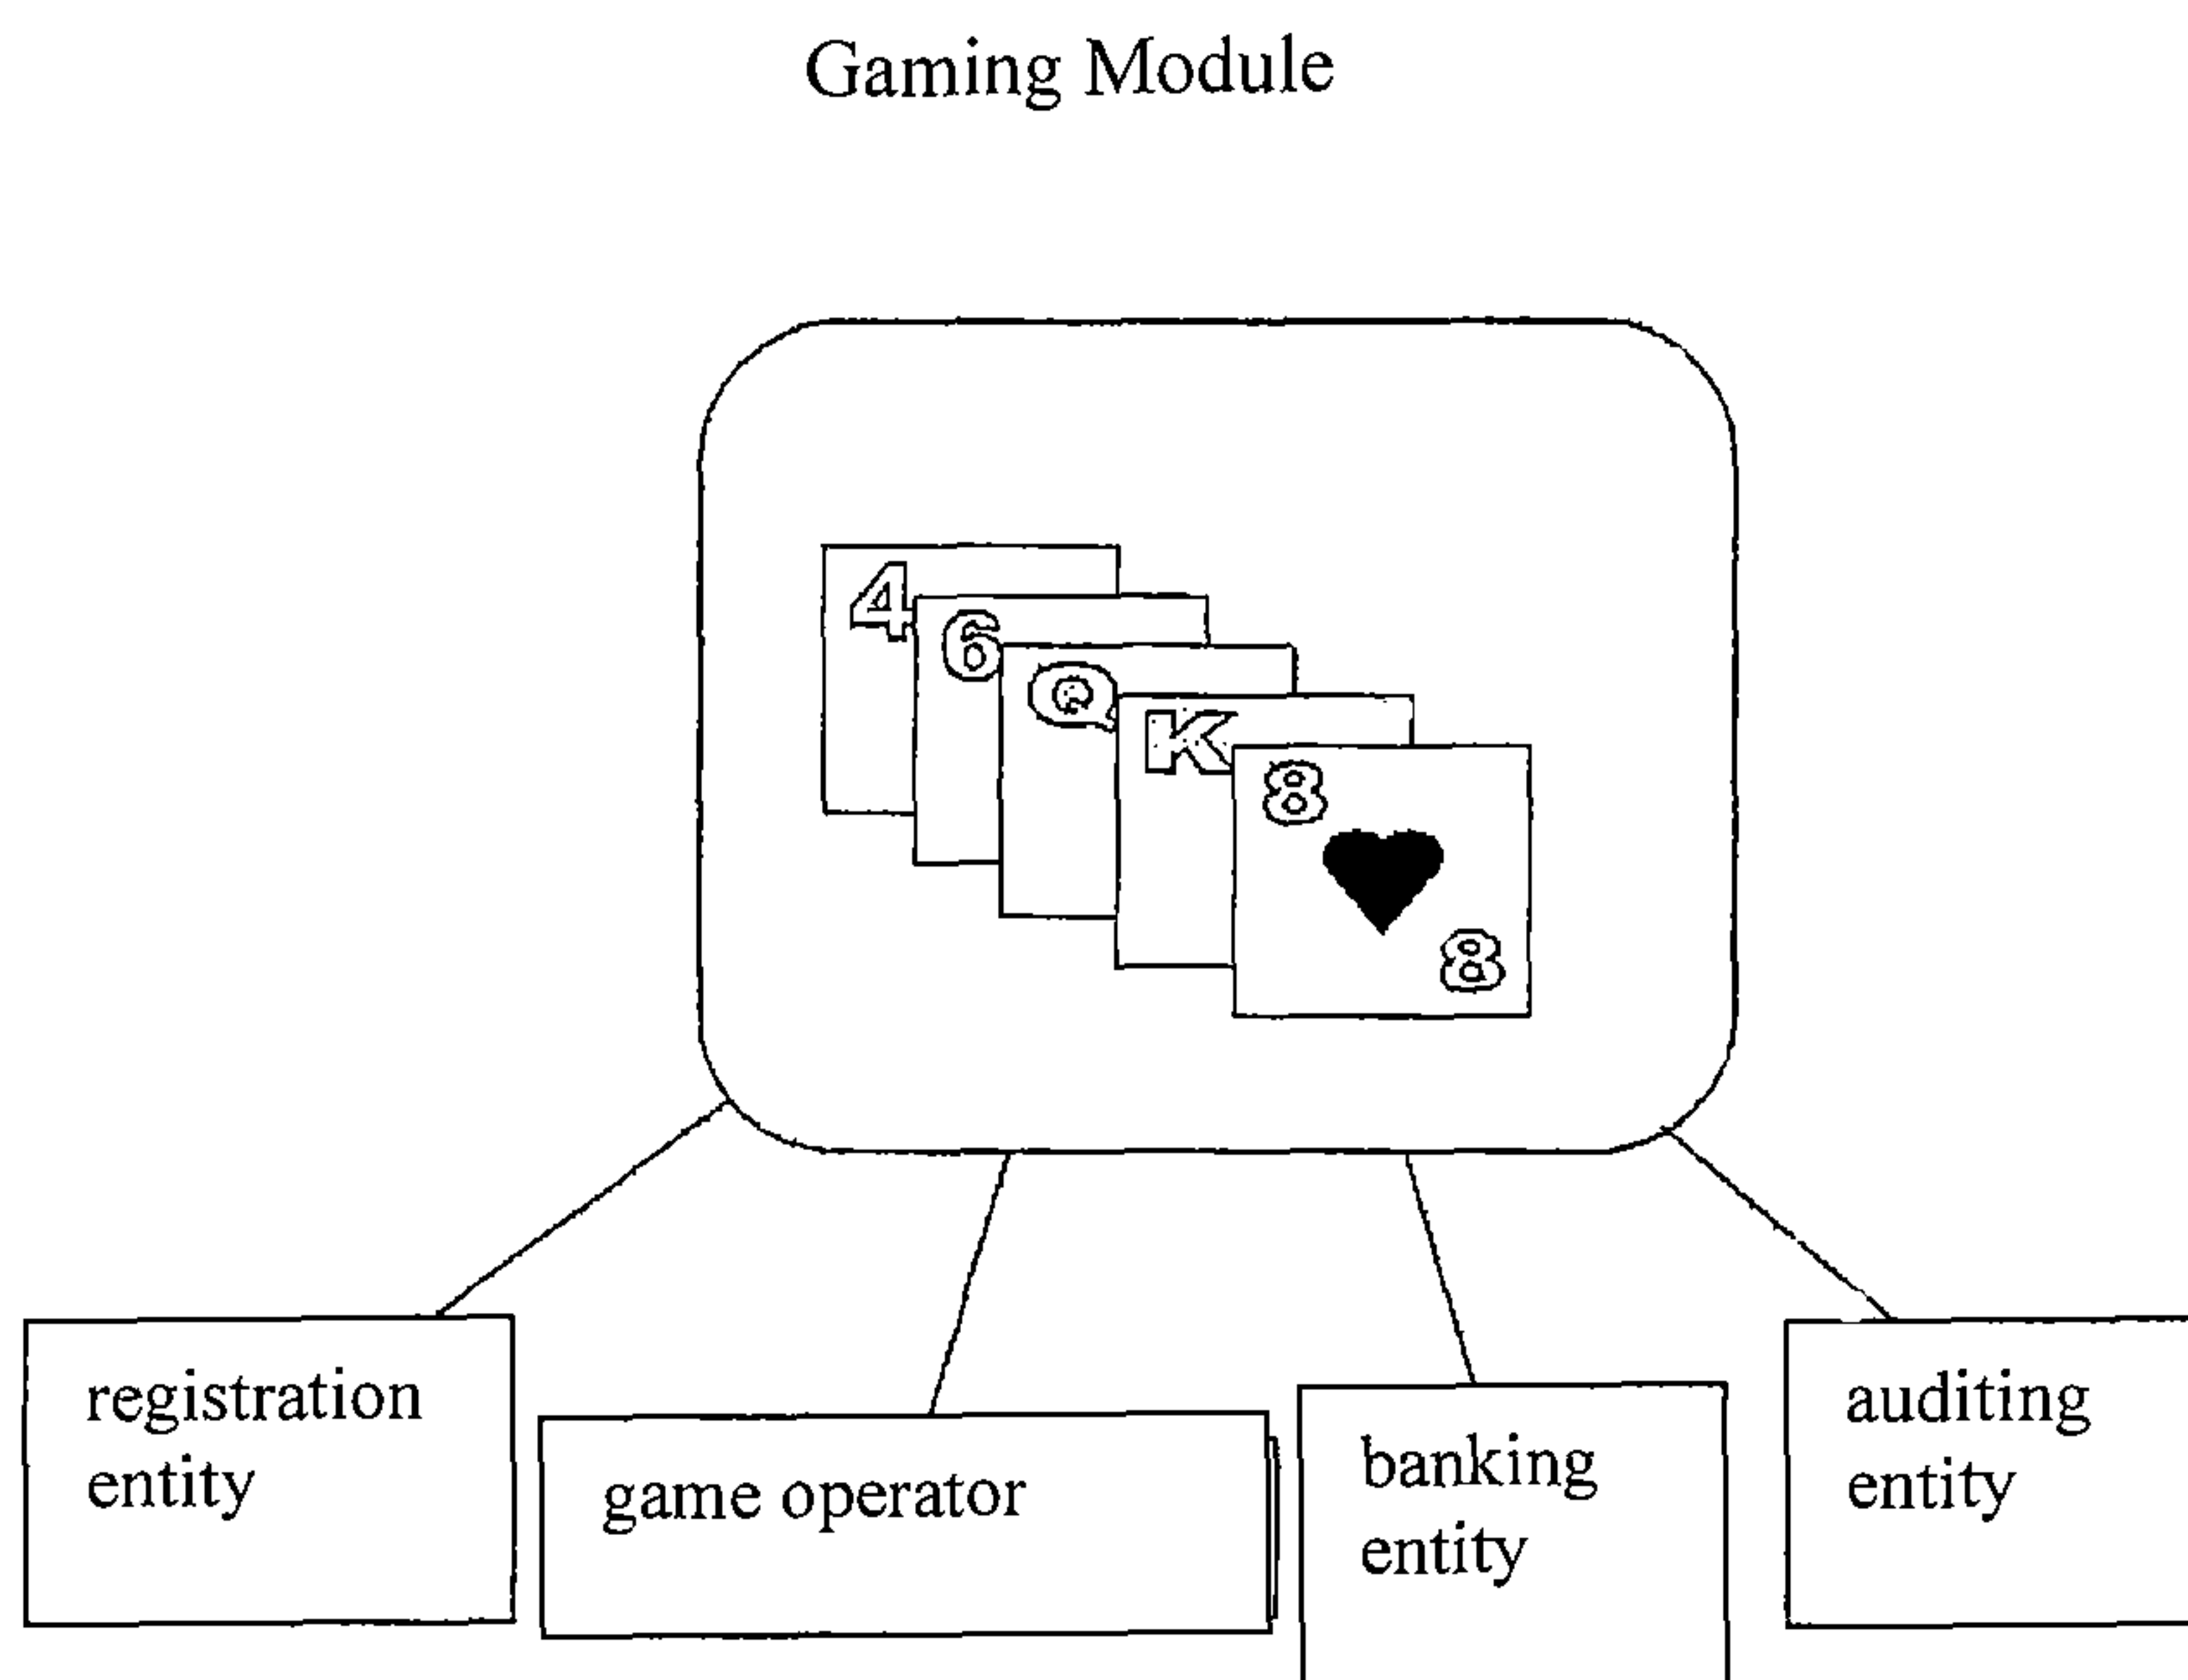 Gaming Module
4
6
Q
K
8
8
registration
entity
game operator
banking
entity
auditing
entity